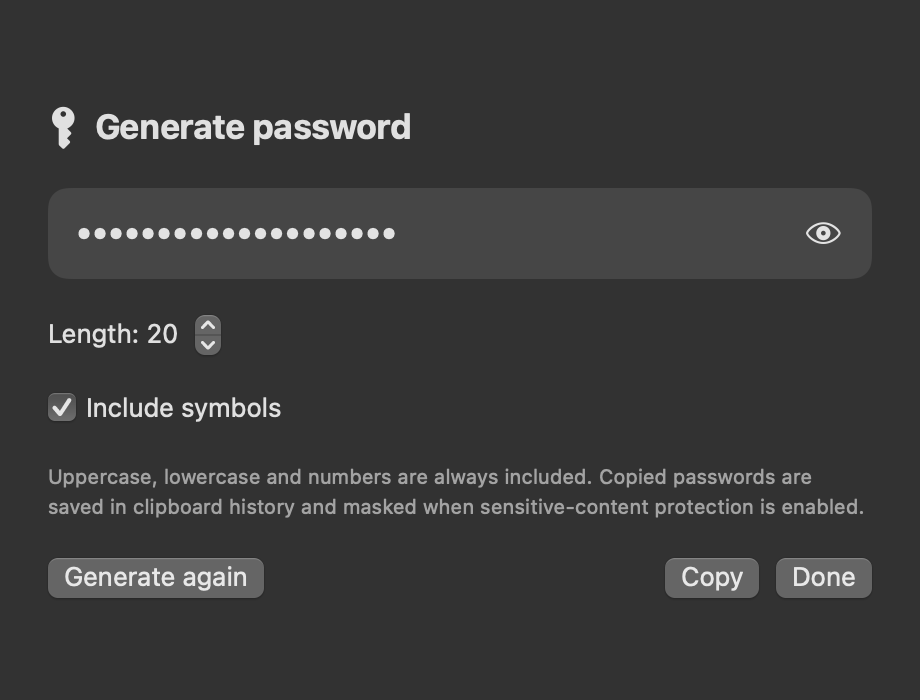 Generate password
••••••••••••••••••••
Length: 20
Include symbols
Uppercase, lowercase and numbers are always included. Copied passwords are
saved in clipboard history and masked when sensitive-content protection is enabled.
Generate again
Copy
Done